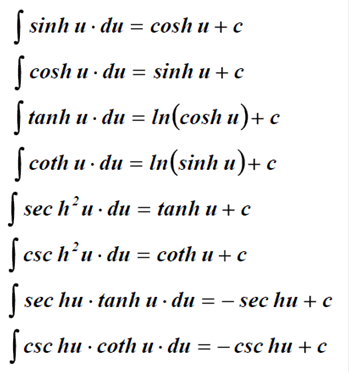 ∫ sinh u · du = cosh u + c
∫ cosh u · du = sinh u + c
∫ tanh u · du = ln(cosh u)+ c
∫ coth u · du = ln(sinh u)+ c
∫ sec h²u · du = tanh u + c
∫ csc h²u · du = coth u + c
∫ sec hu · tanh u · du = – sec hu + c
∫ csc hu · coth u · du = – csc hu + c